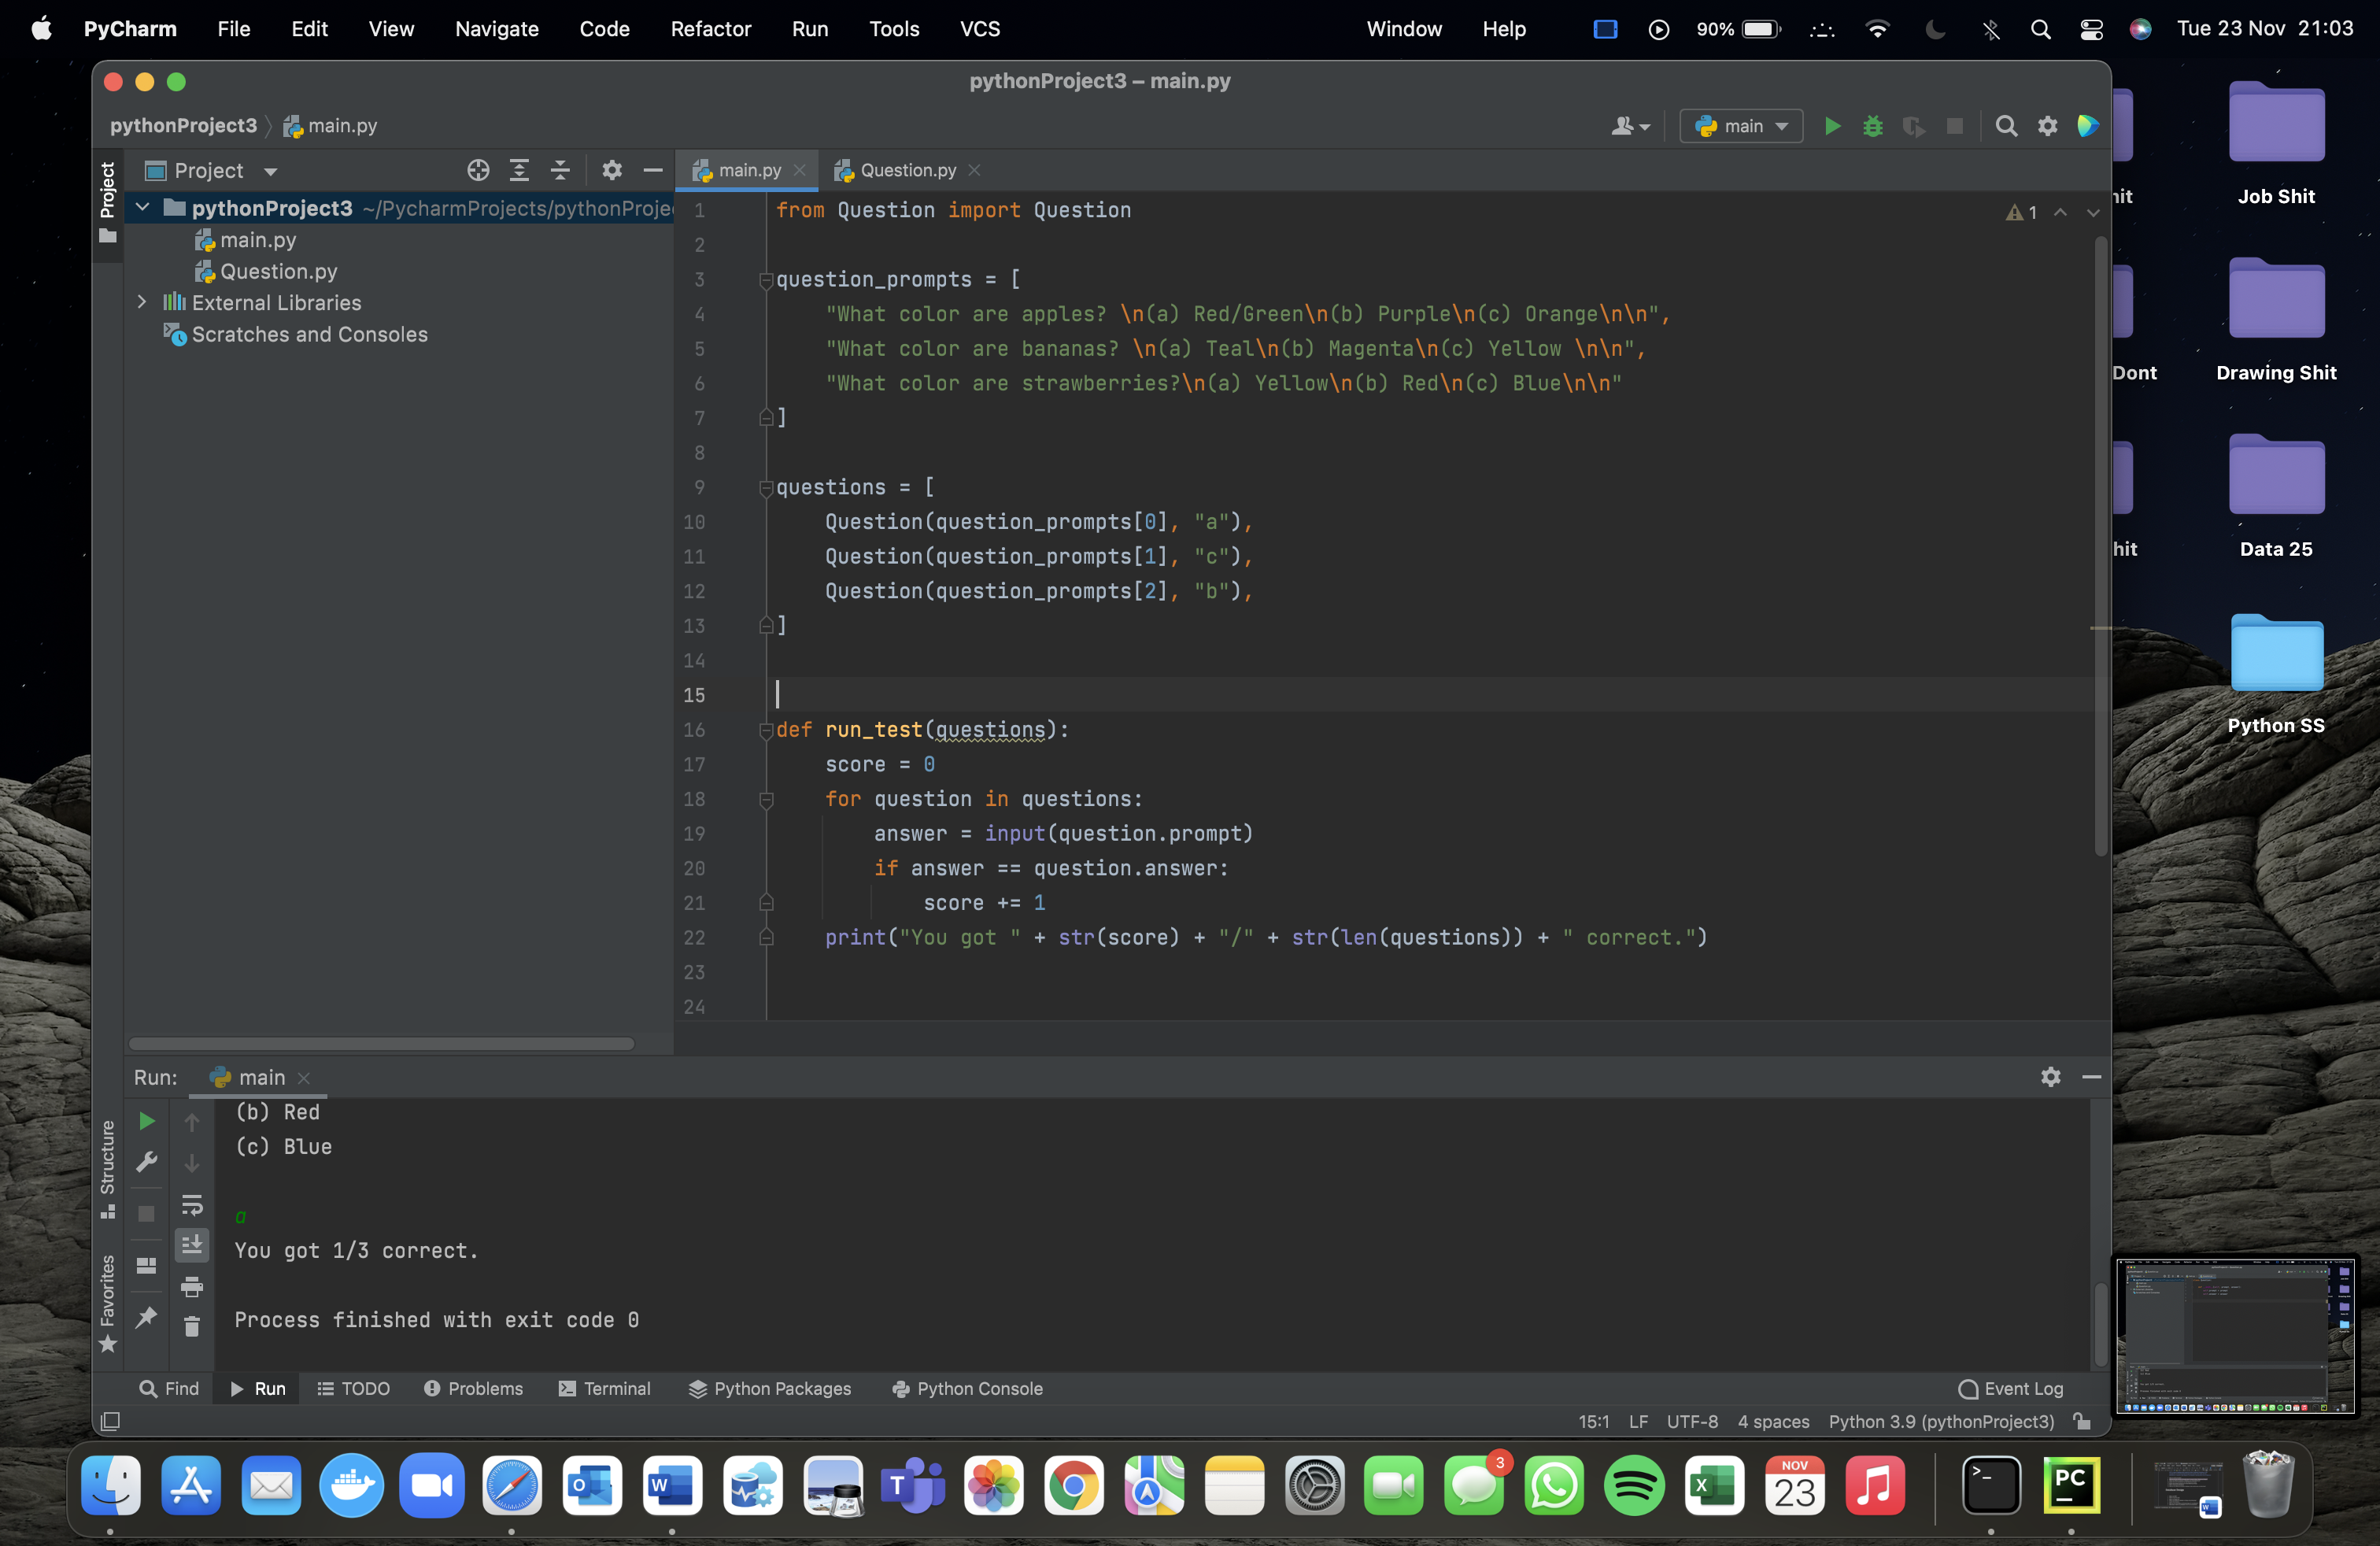 PyCharm File Edit View Navigate Code Refactor Run Tools VCS Window Help 90% Tue 23 Nov 21:03
pythonProject3 – main.py
pythonProject3 main.py main
Project
Project
main.py
Question.py
pythonProject3 ~/PycharmProjects/pythonProje
main.py
Question.py
External Libraries
Scratches and Consoles
1 from Question import Question
2
3 question_prompts = [
4 "What color are apples? \n(a) Red/Green\n(b) Purple\n(c) Orange\n\n",
5 "What color are bananas? \n(a) Teal\n(b) Magenta\n(c) Yellow \n\n",
6 "What color are strawberries?\n(a) Yellow\n(b) Red\n(c) Blue\n\n"
7 ]
8
9 questions = [
10 Question(question_prompts[0], "a"),
11 Question(question_prompts[1], "c"),
12 Question(question_prompts[2], "b"),
13 ]
14
15
16 def run_test(questions):
17 score = 0
18 for question in questions:
19 answer = input(question.prompt)
20 if answer == question.answer:
21 score += 1
22 print("You got " + str(score) + "/" + str(len(questions)) + " correct.")
23
24
1
Run: main
(b) Red
(c) Blue
a
You got 1/3 correct.
Process finished with exit code 0
Structure
Favorites
Find Run TODO Problems Terminal Python Packages Python Console Event Log
15:1 LF UTF-8 4 spaces Python 3.9 (pythonProject3)
hit
Job Shit
Dont
Drawing Shit
hit
Data 25
Python SS
3
NOV
23
PC